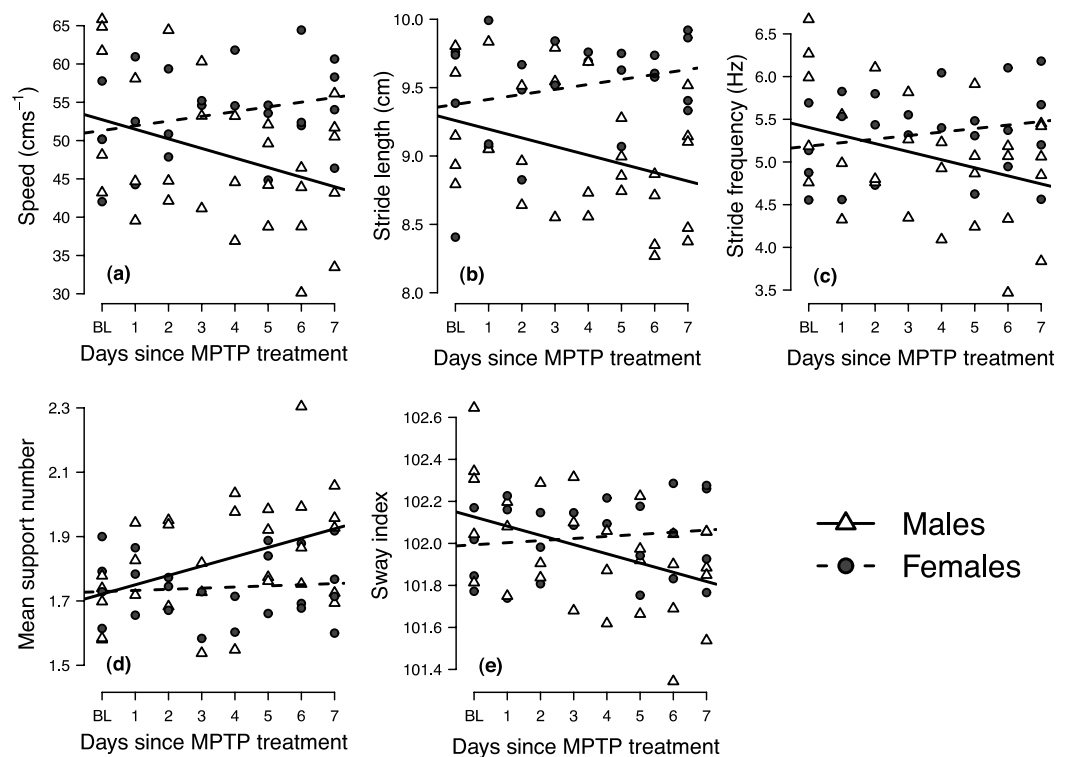 Speed (cms⁻¹)
65
60
55
50
45
40
35
30
(a)
BL 1 2 3 4 5 6 7
Days since MPTP treatment
Stride length (cm)
10.0
9.5
9.0
8.5
8.0
(b)
BL 1 2 3 4 5 6 7
Days since MPTP treatment
Stride frequency (Hz)
6.5
6.0
5.5
5.0
4.5
4.0
3.5
(c)
BL 1 2 3 4 5 6 7
Days since MPTP treatment
Mean support number
2.3
2.1
1.9
1.7
1.5
(d)
BL 1 2 3 4 5 6 7
Days since MPTP treatment
Sway index
102.6
102.4
102.2
102.0
101.8
101.6
101.4
(e)
BL 1 2 3 4 5 6 7
Days since MPTP treatment
Males
Females